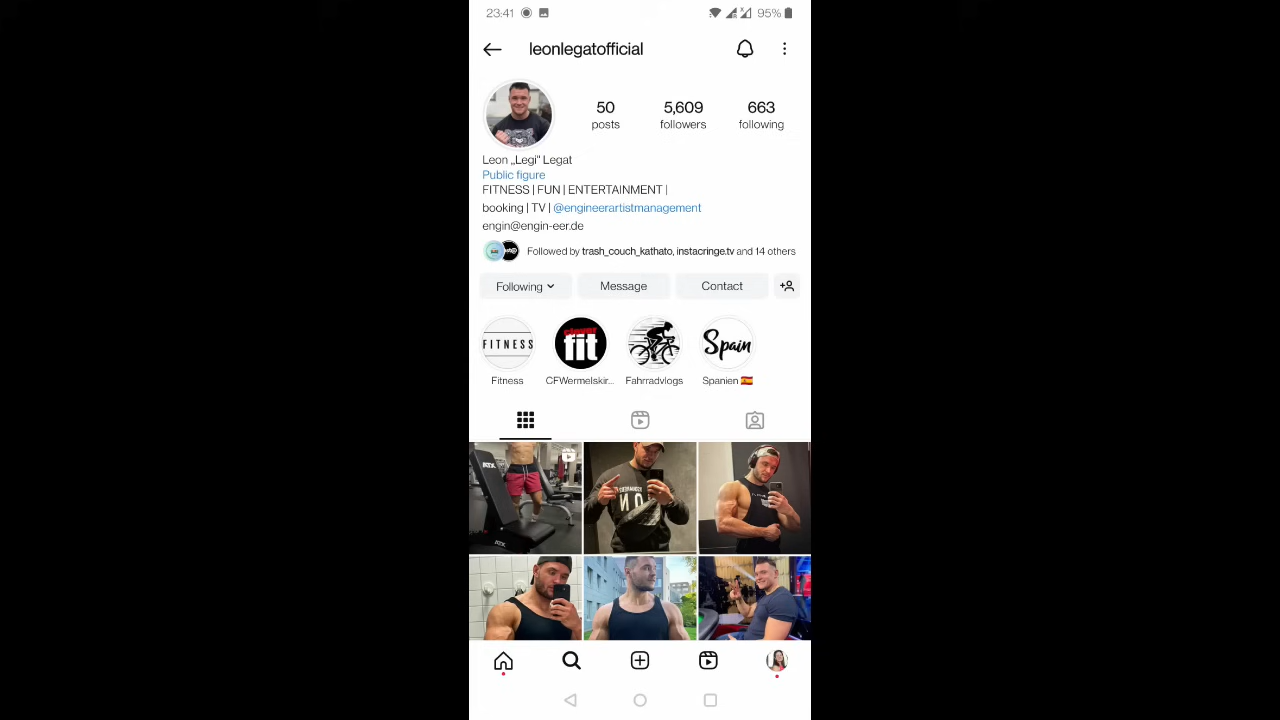 23:41 95%
leonlegatofficial
50 5,609 663
posts followers following
Leon „Legi" Legat
Public figure
FITNESS | FUN | ENTERTAINMENT |
booking | TV | @engineerartistmanagement
engin@engin-eer.de
Followed by trash_couch_kathato, instacringe.tv and 14 others
Following Message Contact
FITNESS clever fit Spain
Fitness CFWermelskir... Fahrradvlogs Spanien 🇪🇸